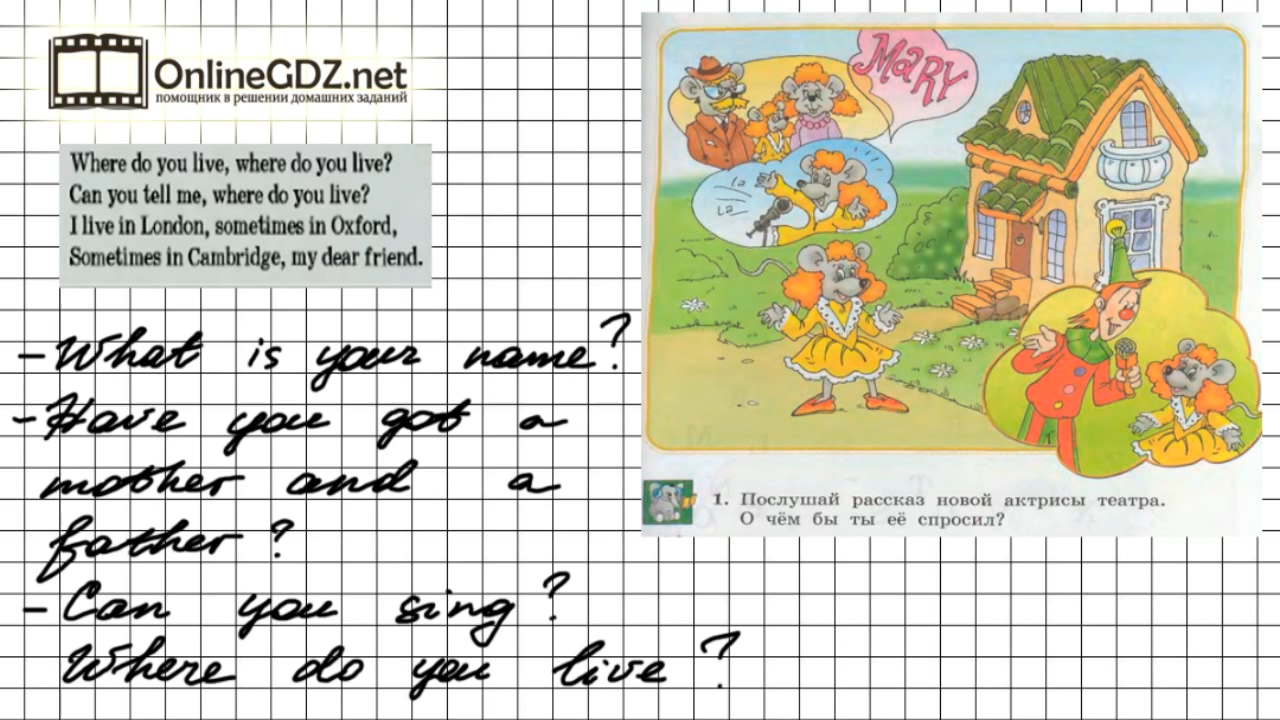 OnlineGDZ.net
помощник в решении домашних заданий
Where do you live, where do you live?
Can you tell me, where do you live?
I live in London, sometimes in Oxford,
Sometimes in Cambridge, my dear friend.
- What is your name?
- Have you got a
mother and a
father?
- Can you sing?
Where do you live?
MARY
la
la
1. Послушай рассказ новой актрисы театра.
О чём бы ты её спросил?